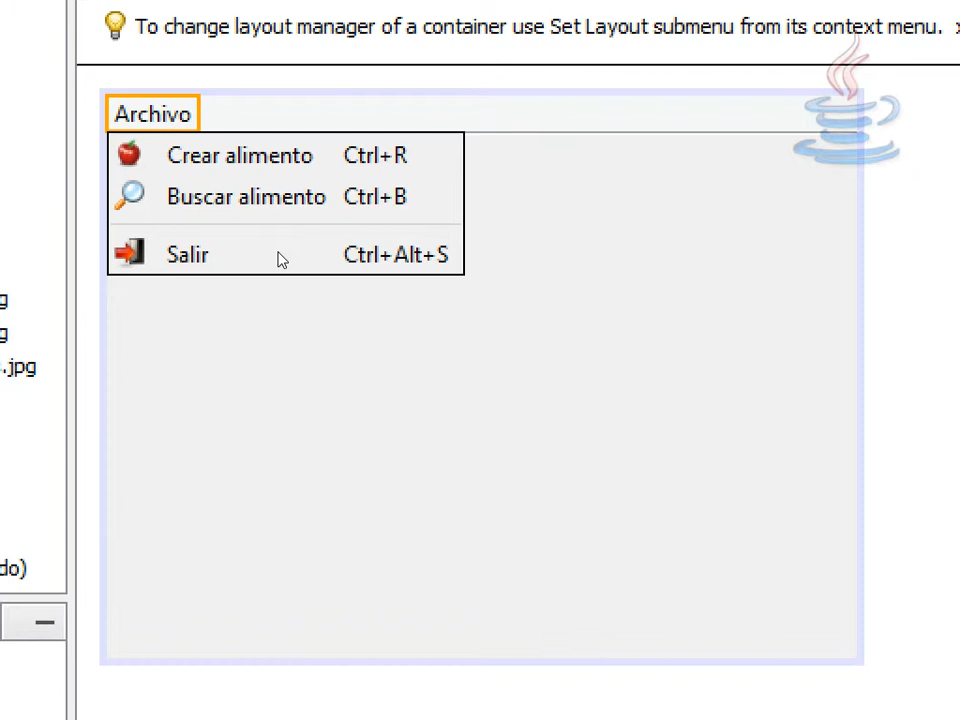 To change layout manager of a container use Set Layout submenu from its context menu. x
Archivo
Crear alimento Ctrl+R
Buscar alimento Ctrl+B
Salir Ctrl+Alt+S
g
g
.jpg
do)